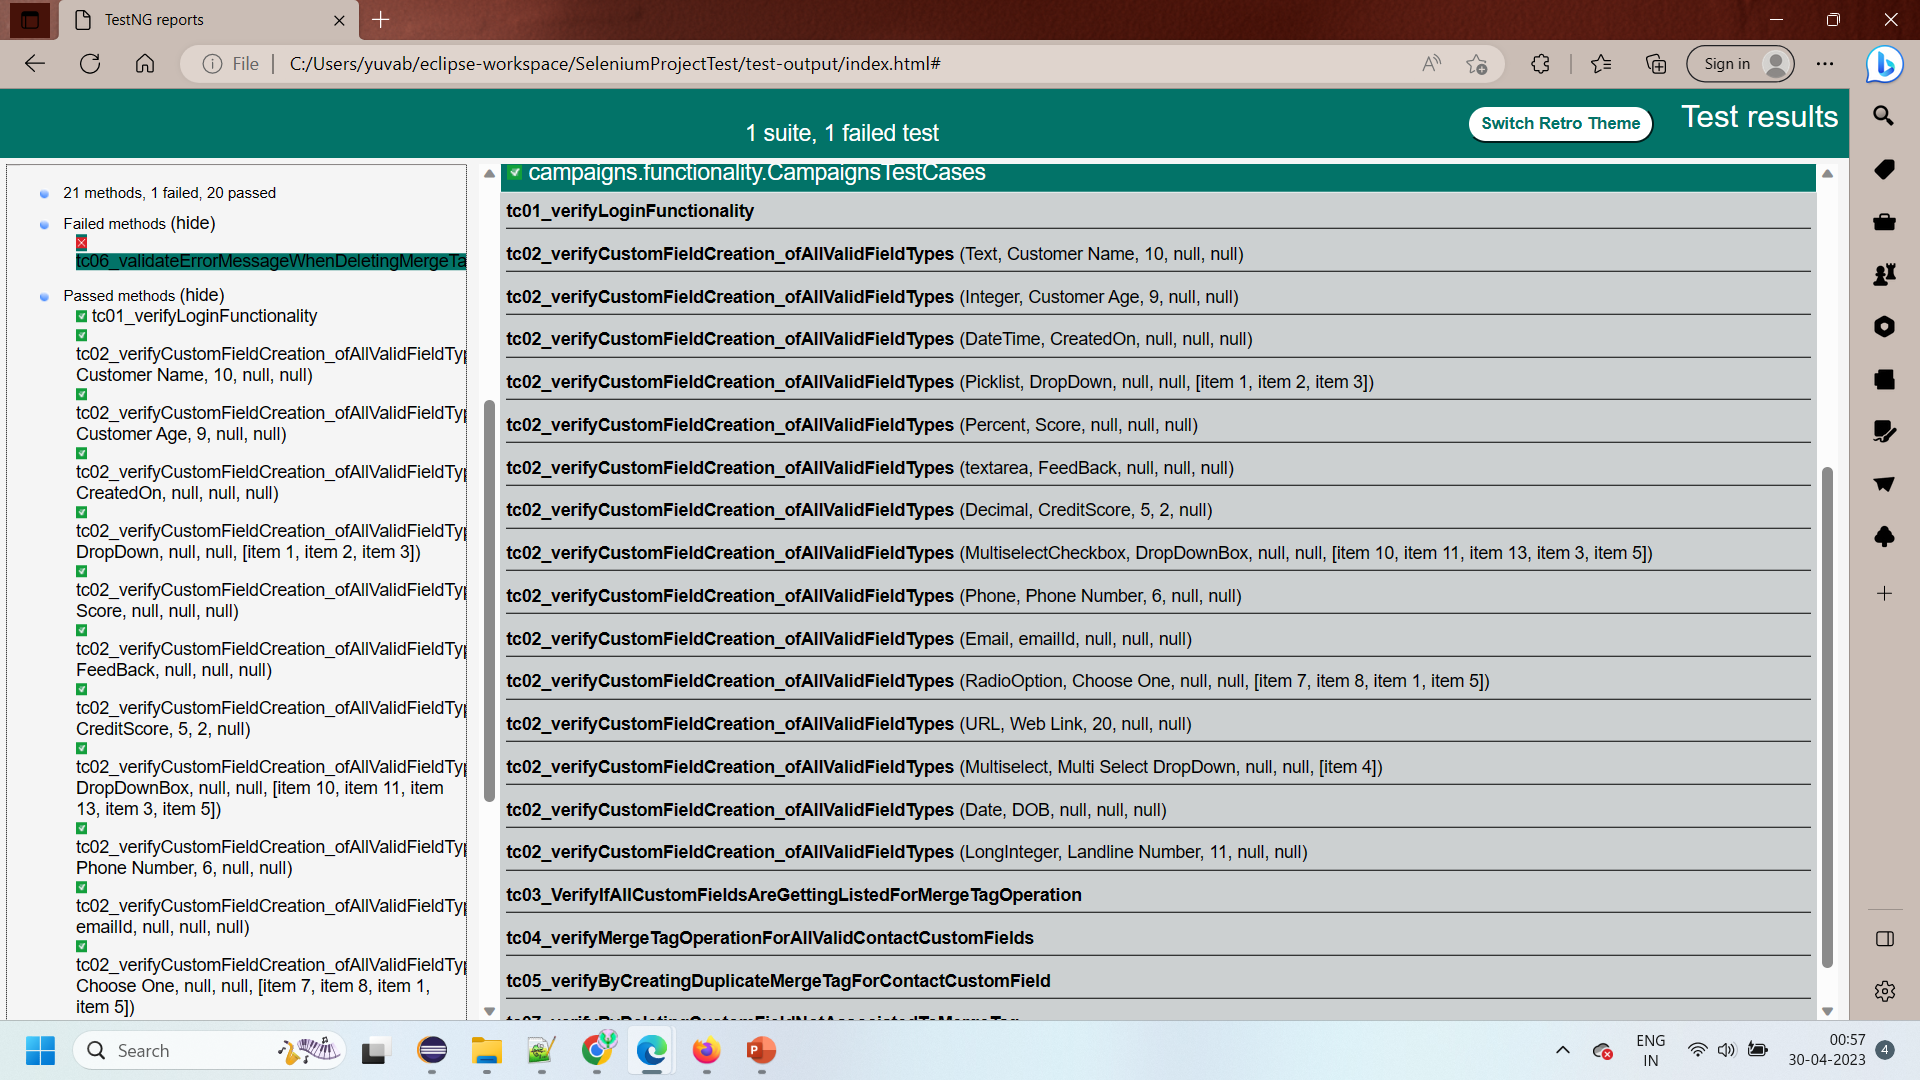 TestNG reports
File
C:/Users/yuvab/eclipse-workspace/SeleniumProjectTest/test-output/index.html#
Sign in
1 suite, 1 failed test
Switch Retro Theme
Test results
21 methods, 1 failed, 20 passed
Failed methods (hide)
tc06_validateErrorMessageWhenDeletingMergeTa
Passed methods (hide)
tc01_verifyLoginFunctionality
tc02_verifyCustomFieldCreation_ofAllValidFieldTyp
Customer Name, 10, null, null)
tc02_verifyCustomFieldCreation_ofAllValidFieldTyp
Customer Age, 9, null, null)
tc02_verifyCustomFieldCreation_ofAllValidFieldTyp
CreatedOn, null, null, null)
tc02_verifyCustomFieldCreation_ofAllValidFieldTyp
DropDown, null, null, [item 1, item 2, item 3])
tc02_verifyCustomFieldCreation_ofAllValidFieldTyp
Score, null, null, null)
tc02_verifyCustomFieldCreation_ofAllValidFieldTyp
FeedBack, null, null, null)
tc02_verifyCustomFieldCreation_ofAllValidFieldTyp
CreditScore, 5, 2, null)
tc02_verifyCustomFieldCreation_ofAllValidFieldTyp
DropDownBox, null, null, [item 10, item 11, item
13, item 3, item 5])
tc02_verifyCustomFieldCreation_ofAllValidFieldTyp
Phone Number, 6, null, null)
tc02_verifyCustomFieldCreation_ofAllValidFieldTyp
emailId, null, null, null)
tc02_verifyCustomFieldCreation_ofAllValidFieldTyp
Choose One, null, null, [item 7, item 8, item 1,
item 5])
campaigns.functionality.CampaignsTestCases
tc01_verifyLoginFunctionality
tc02_verifyCustomFieldCreation_ofAllValidFieldTypes (Text, Customer Name, 10, null, null)
tc02_verifyCustomFieldCreation_ofAllValidFieldTypes (Integer, Customer Age, 9, null, null)
tc02_verifyCustomFieldCreation_ofAllValidFieldTypes (DateTime, CreatedOn, null, null, null)
tc02_verifyCustomFieldCreation_ofAllValidFieldTypes (Picklist, DropDown, null, null, [item 1, item 2, item 3])
tc02_verifyCustomFieldCreation_ofAllValidFieldTypes (Percent, Score, null, null, null)
tc02_verifyCustomFieldCreation_ofAllValidFieldTypes (textarea, FeedBack, null, null, null)
tc02_verifyCustomFieldCreation_ofAllValidFieldTypes (Decimal, CreditScore, 5, 2, null)
tc02_verifyCustomFieldCreation_ofAllValidFieldTypes (MultiselectCheckbox, DropDownBox, null, null, [item 10, item 11, item 13, item 3, item 5])
tc02_verifyCustomFieldCreation_ofAllValidFieldTypes (Phone, Phone Number, 6, null, null)
tc02_verifyCustomFieldCreation_ofAllValidFieldTypes (Email, emailId, null, null, null)
tc02_verifyCustomFieldCreation_ofAllValidFieldTypes (RadioOption, Choose One, null, null, [item 7, item 8, item 1, item 5])
tc02_verifyCustomFieldCreation_ofAllValidFieldTypes (URL, Web Link, 20, null, null)
tc02_verifyCustomFieldCreation_ofAllValidFieldTypes (Multiselect, Multi Select DropDown, null, null, [item 4])
tc02_verifyCustomFieldCreation_ofAllValidFieldTypes (Date, DOB, null, null, null)
tc02_verifyCustomFieldCreation_ofAllValidFieldTypes (LongInteger, Landline Number, 11, null, null)
tc03_VerifyIfAllCustomFieldsAreGettingListedForMergeTagOperation
tc04_verifyMergeTagOperationForAllValidContactCustomFields
tc05_verifyByCreatingDuplicateMergeTagForContactCustomField
Search
ENG
IN
00:57
30-04-2023
4